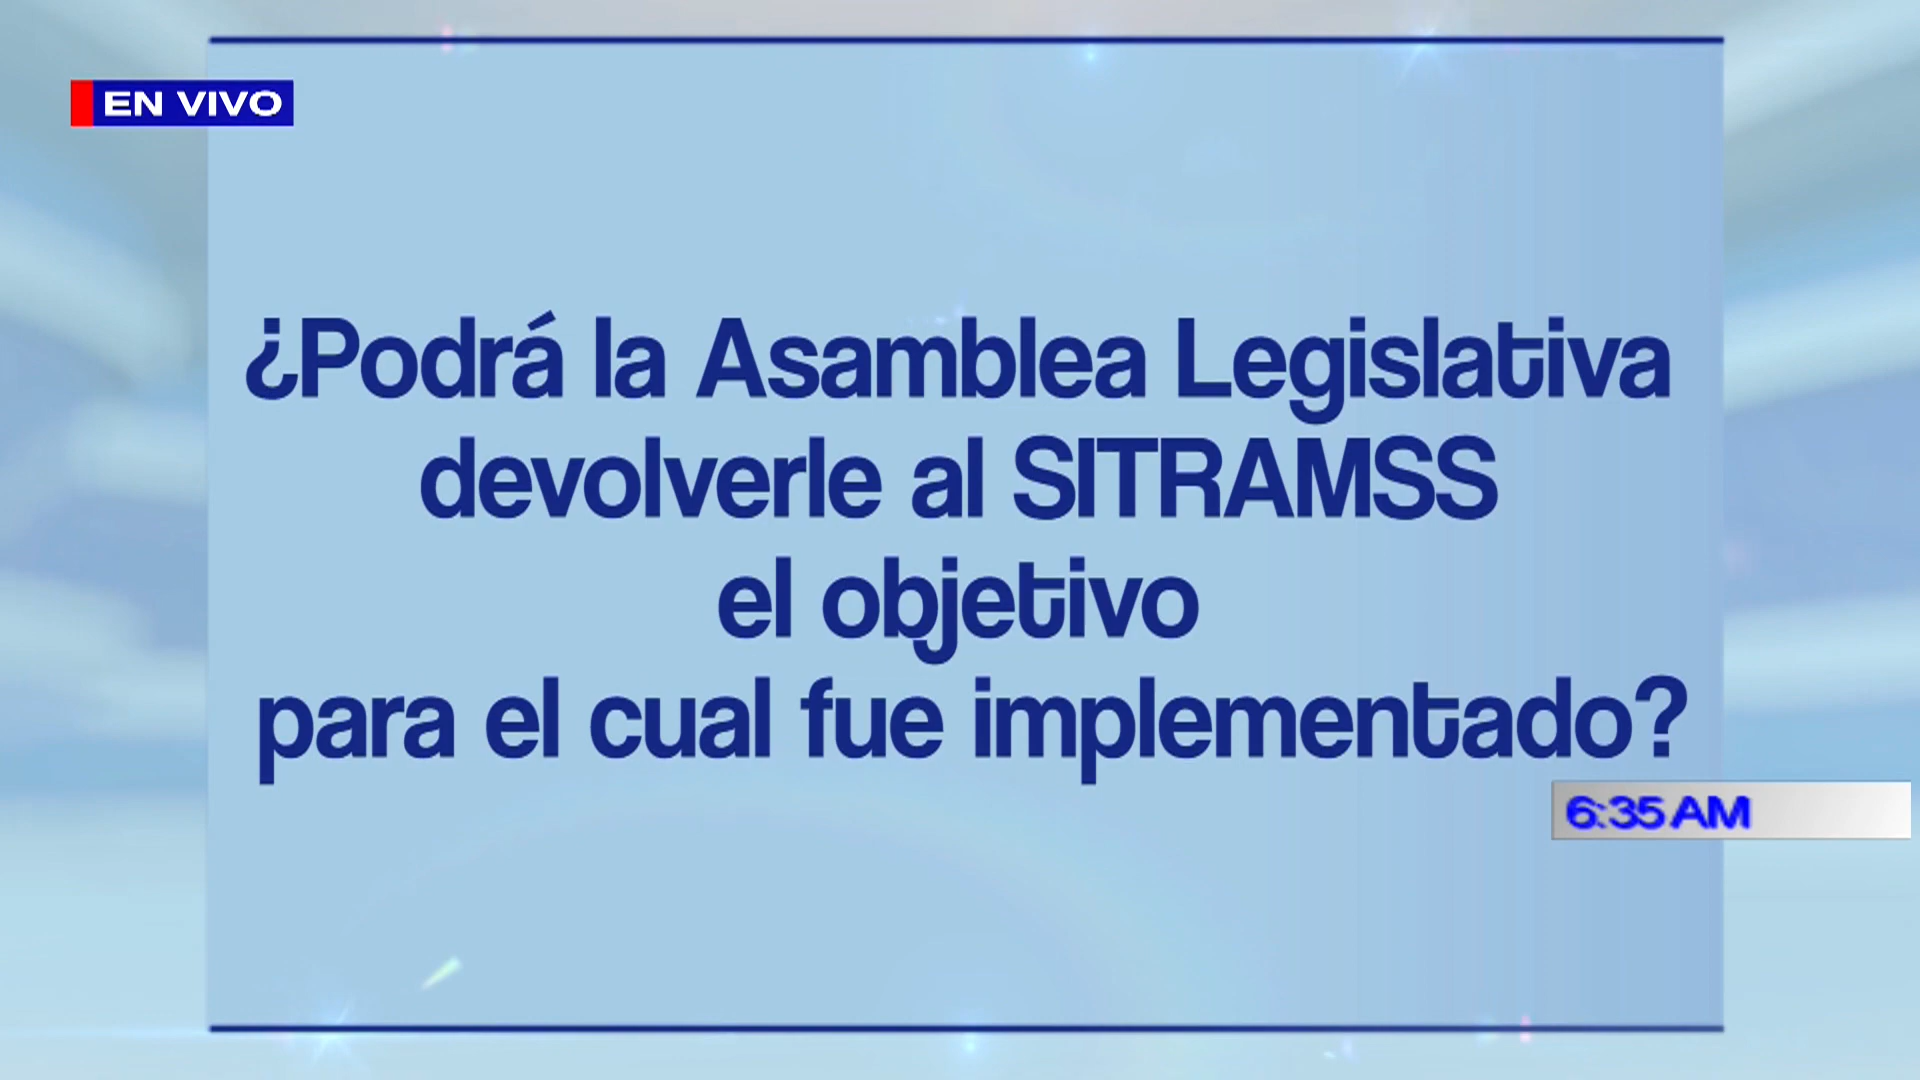 EN VIVO
¿Podrá la Asamblea Legislativa
devolverle al SITRAMSS
el objetivo
para el cual fue implementado?
6:35 AM